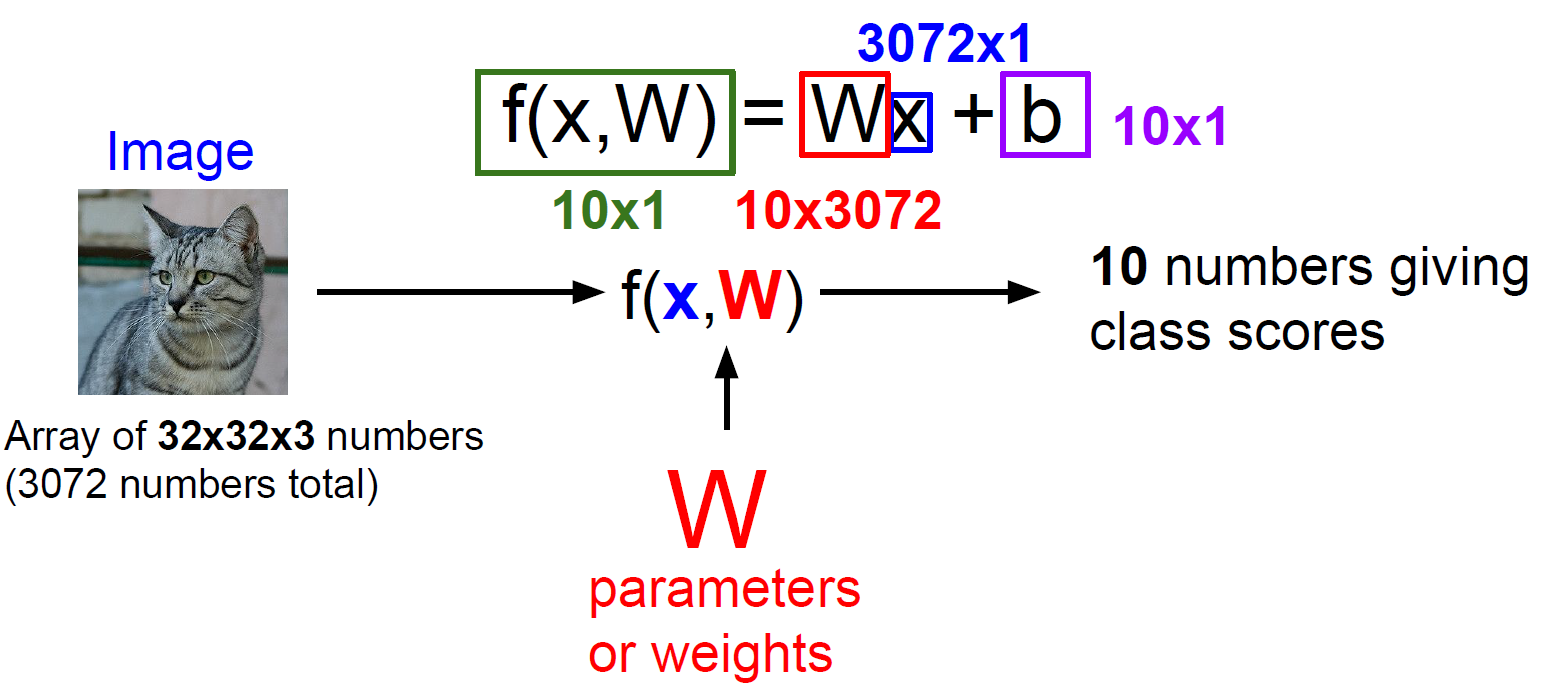 3072x1
f(x,W) = Wx + b
10x1
Image
10x1
10x3072
f(x,W)
10 numbers giving
class scores
Array of 32x32x3 numbers
(3072 numbers total)
W
parameters
or weights